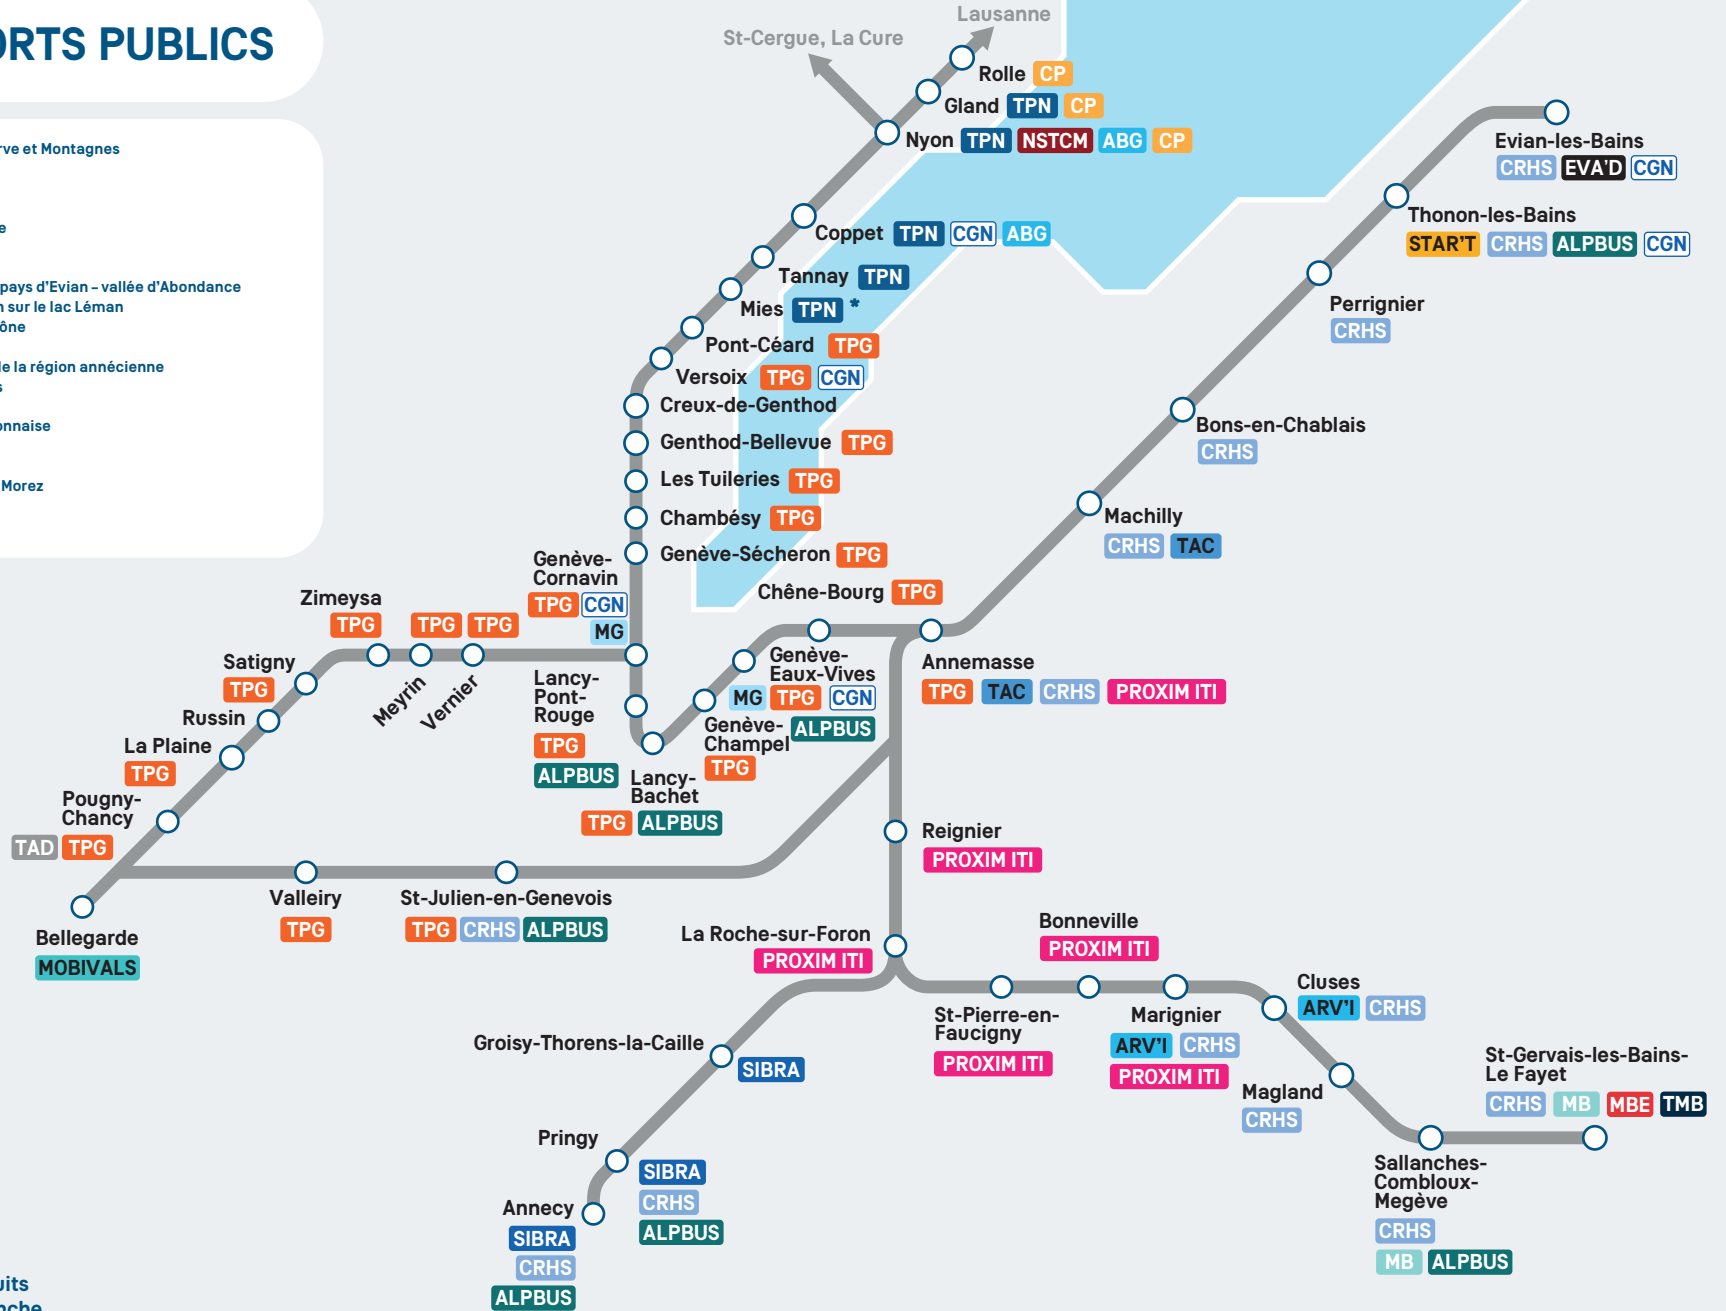 ORTS PUBLICS
rve et Montagnes
e
pays d'Evian – vallée d'Abondance
n sur le lac Léman
ône
de la région annécienne
s
onnaise
Morez
uits
nche
Lausanne
St-Cergue, La Cure
Rolle CP
Gland TPN CP
Nyon TPN NSTCM ABG CP
Coppet TPN CGN ABG
Tannay TPN
Mies TPN *
Pont-Céard TPG
Versoix TPG CGN
Creux-de-Genthod
Genthod-Bellevue TPG
Les Tuileries TPG
Chambésy TPG
Genève-Sécheron TPG
Genève-
Cornavin
TPG CGN
MG
Evian-les-Bains
CRHS EVA'D CGN
Thonon-les-Bains
STAR'T CRHS ALPBUS CGN
Perrignier
CRHS
Bons-en-Chablais
CRHS
Machilly
CRHS TAC
Chêne-Bourg TPG
Annemasse
TPG TAC CRHS PROXIM ITI
Genève-
Eaux-Vives
MG TPG CGN
ALPBUS
Genève-
Champel
TPG
Lancy-
Pont-
Rouge
TPG
ALPBUS
Lancy-
Bachet
TPG ALPBUS
Zimeysa
TPG
TPG TPG
Meyrin
Vernier
Satigny
TPG
Russin
La Plaine
TPG
Pougny-
Chancy
TAD TPG
Bellegarde
MOBIVALS
Valleiry
TPG
St-Julien-en-Genevois
TPG CRHS ALPBUS
Reignier
PROXIM ITI
La Roche-sur-Foron
PROXIM ITI
Bonneville
PROXIM ITI
St-Pierre-en-
Faucigny
PROXIM ITI
Marignier
ARV'I CRHS
PROXIM ITI
Cluses
ARV'I CRHS
Magland
CRHS
St-Gervais-les-Bains-
Le Fayet
CRHS MB MBE TMB
Sallanches-
Combloux-
Megève
CRHS
MB ALPBUS
Groisy-Thorens-la-Caille
SIBRA
Pringy
SIBRA
CRHS
ALPBUS
Annecy
SIBRA
CRHS
ALPBUS